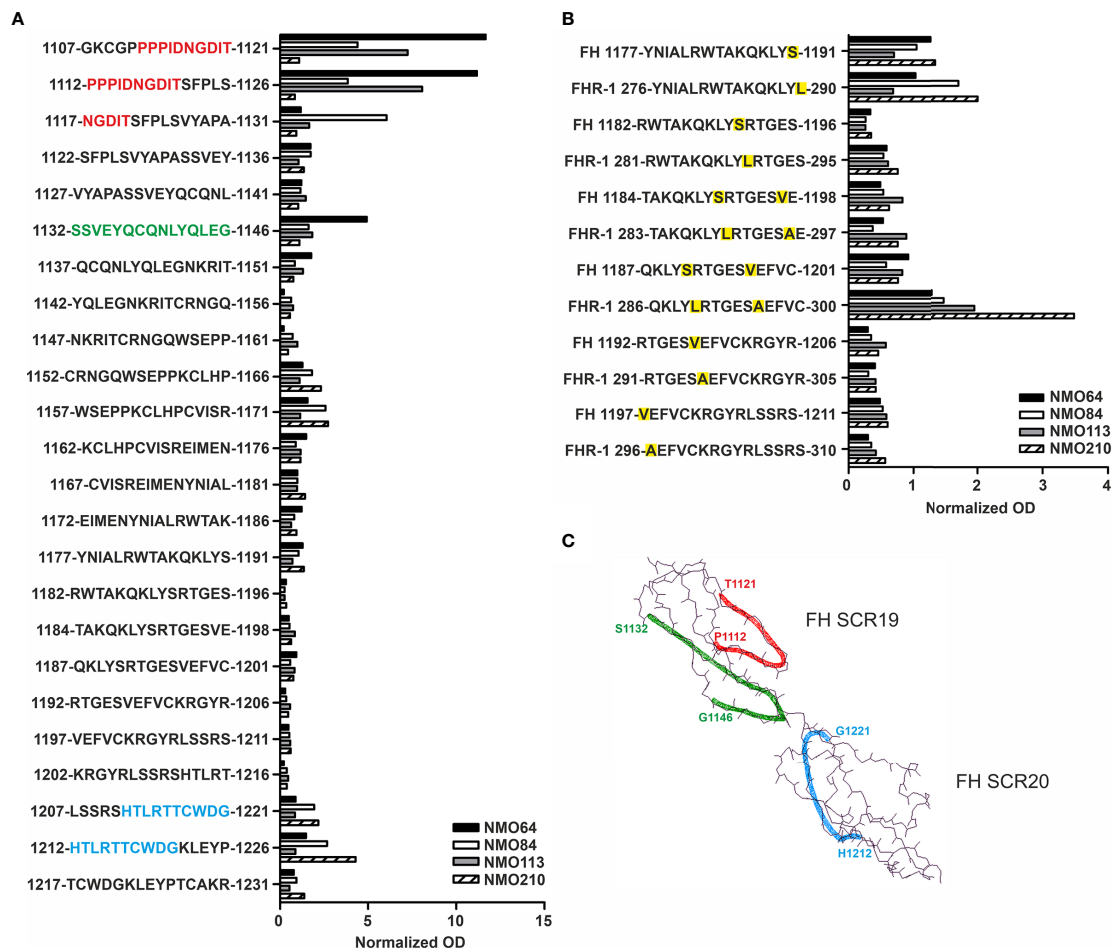 A
1107-GKCGPPPPIDNGDIT-1121
1112-PPPIDNGDITSFPLS-1126
1117-NGDITSFPLSVYAPA-1131
1122-SFPLSVYAPASSVEY-1136
1127-VYAPASSVEYQCQNL-1141
1132-SSVEYQCQNLYQLEG-1146
1137-QCQNLYQLEGNKRIT-1151
1142-YQLEGNKRITCRNGQ-1156
1147-NKRITCRNGQWSEPP-1161
1152-CRNGQWSEPPKCLHP-1166
1157-WSEPPKCLHPCVISR-1171
1162-KCLHPCVISREIMEN-1176
1167-CVISREIMENYNIAL-1181
1172-EIMENYNIALRWTAK-1186
1177-YNIALRWTAKQKLYS-1191
1182-RWTAKQKLYSRTGES-1196
1184-TAKQKLYSRTGESVE-1198
1187-QKLYSRTGESVEFVC-1201
1192-RTGESVEFVCKRGYR-1206
1197-VEFVCKRGYRLSSRS-1211
1202-KRGYRLSSRSHTLRT-1216
1207-LSSRSHTLRTTCWDG-1221
1212-HTLRTTCWDGKLEYP-1226
1217-TCWDGKLEYPTCAKR-1231
NMO64
NMO84
NMO113
NMO210
0 5 10 15
Normalized OD
B
FH 1177-YNIALRWTAKQKLYS-1191
FHR-1 276-YNIALRWTAKQKLYL-290
FH 1182-RWTAKQKLYSRTGES-1196
FHR-1 281-RWTAKQKLYLRTGES-295
FH 1184-TAKQKLYSRTGESVE-1198
FHR-1 283-TAKQKLYLRTGESAE-297
FH 1187-QKLYSRTGESVEFVC-1201
FHR-1 286-QKLYLRTGESAEFVC-300
FH 1192-RTGESVEFVCKRGYR-1206
FHR-1 291-RTGESAEFVCKRGYR-305
FH 1197-VEFVCKRGYRLSSRS-1211
FHR-1 296-AEFVCKRGYRLSSRS-310
NMO64
NMO84
NMO113
NMO210
0 1 2 3 4
Normalized OD
C
T1121
S1132
P1112
FH SCR19
G1146
G1221
FH SCR20
H1212